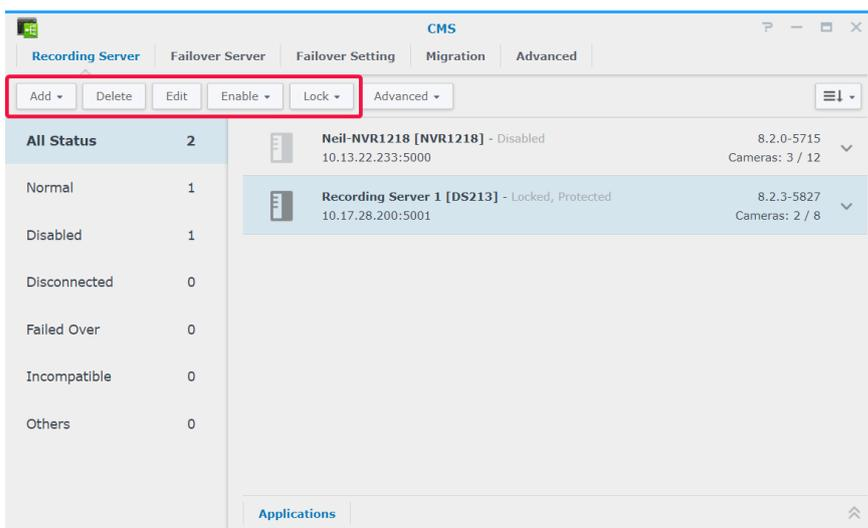 CMS
Recording Server Failover Server Failover Setting Migration Advanced
Add Delete Edit Enable Lock Advanced
All Status 2
Normal 1
Disabled 1
Disconnected 0
Failed Over 0
Incompatible 0
Others 0
Neil-NVR1218 [NVR1218] - Disabled 8.2.0-5715
10.13.22.233:5000 Cameras: 3 / 12
Recording Server 1 [DS213] - Locked, Protected 8.2.3-5827
10.17.28.200:5001 Cameras: 2 / 8
Applications